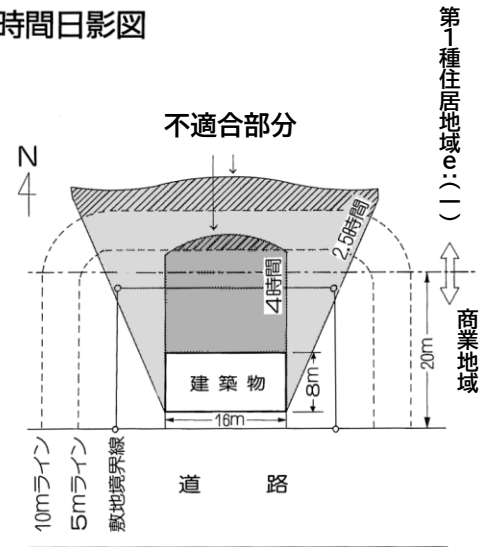 時間日影図
第1種住居地域e:(一)
不適合部分
N
2.5時間
4時間
商業地域
20m
建築物
8m
16m
10mライン
5mライン
敷地境界線
道路